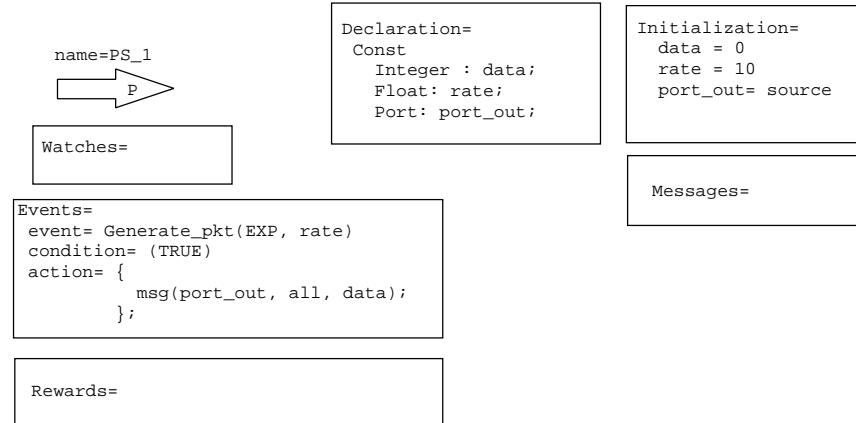 name=PS_1
P
Declaration=
Const
Integer : data;
Float: rate;
Port: port_out;
Initialization=
data = 0
rate = 10
port_out= source
Watches=
Messages=
Events=
event= Generate_pkt(EXP, rate)
condition= (TRUE)
action= {
msg(port_out, all, data);
};
Rewards=